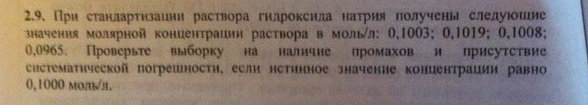 2.9. При стандартизации раствора гидроксида натрия получены следующие
значения молярной концентрации раствора в моль/л: 0,1003; 0,1019; 0,1008;
0,0965. Проверьте выборку на наличие промахов и присутствие
систематической погрешности, если истинное значение концентрации равно
0,1000 моль/л.